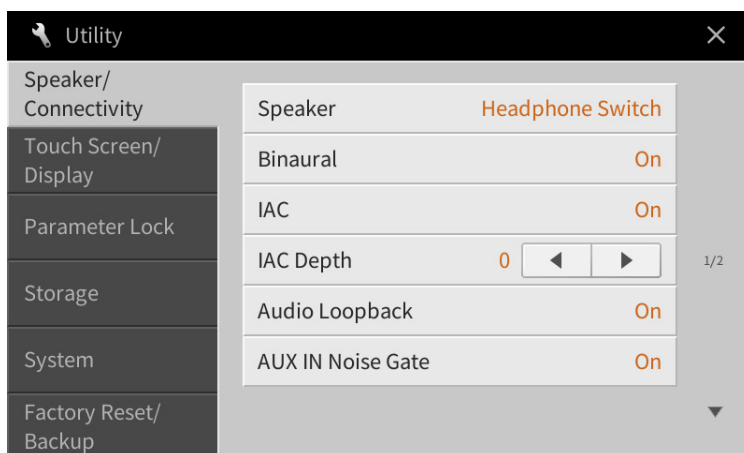 Utility
Speaker/
Connectivity
Touch Screen/
Display
Parameter Lock
Storage
System
Factory Reset/
Backup
Speaker Headphone Switch
Binaural On
IAC On
IAC Depth 0
Audio Loopback On
AUX IN Noise Gate On
1/2